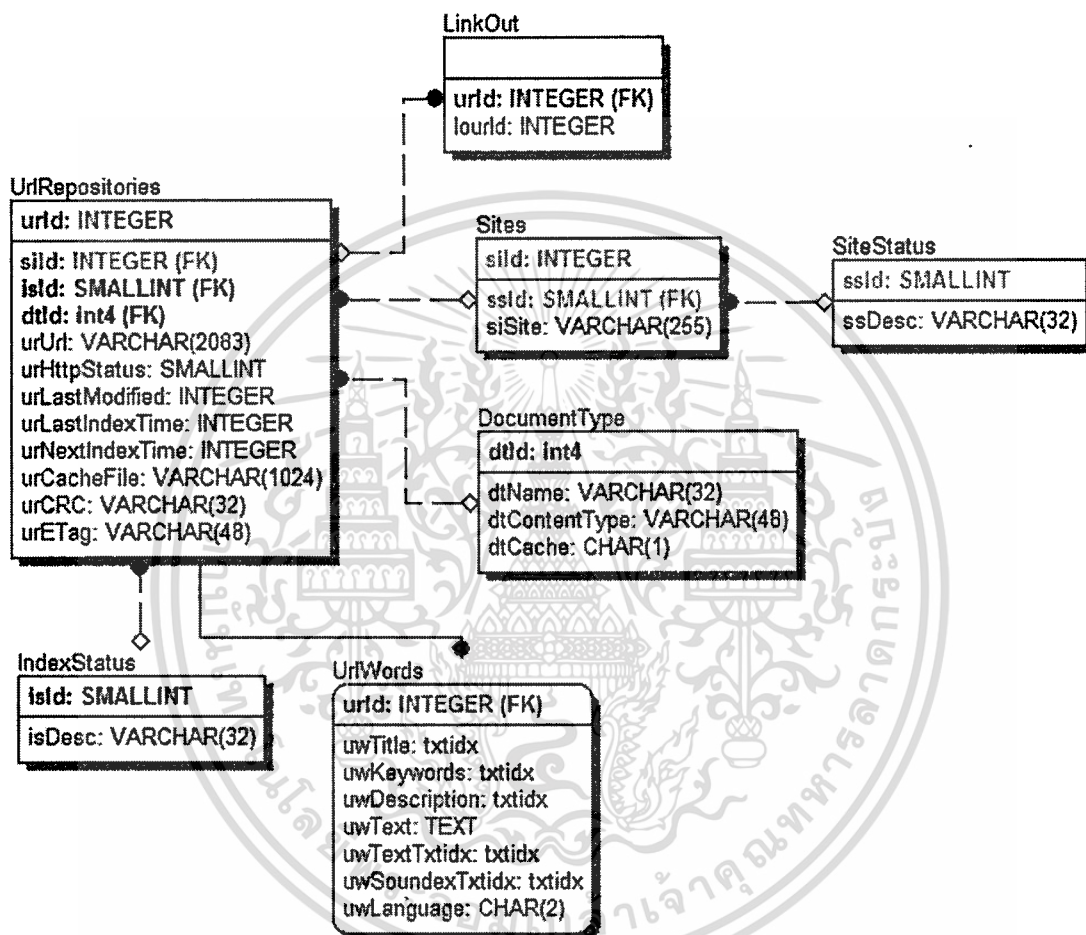 LinkOut
urId: INTEGER (FK)
lourId: INTEGER
UrlRepositories
urId: INTEGER
siId: INTEGER (FK)
isId: SMALLINT (FK)
dtId: int4 (FK)
urUrl: VARCHAR(2083)
urHttpStatus: SMALLINT
urLastModified: INTEGER
urLastIndexTime: INTEGER
urNextIndexTime: INTEGER
urCacheFile: VARCHAR(1024)
urCRC: VARCHAR(32)
urETag: VARCHAR(48)
Sites
siId: INTEGER
ssId: SMALLINT (FK)
siSite: VARCHAR(255)
SiteStatus
ssId: SMALLINT
ssDesc: VARCHAR(32)
DocumentType
dtId: int4
dtName: VARCHAR(32)
dtContentType: VARCHAR(48)
dtCache: CHAR(1)
IndexStatus
isId: SMALLINT
isDesc: VARCHAR(32)
UrlWords
urId: INTEGER (FK)
uwTitle: txtidx
uwKeywords: txtidx
uwDescription: txtidx
uwText: TEXT
uwTextTxtidx: txtidx
uwSoundexTxtidx: txtidx
uwLanguage: CHAR(2)